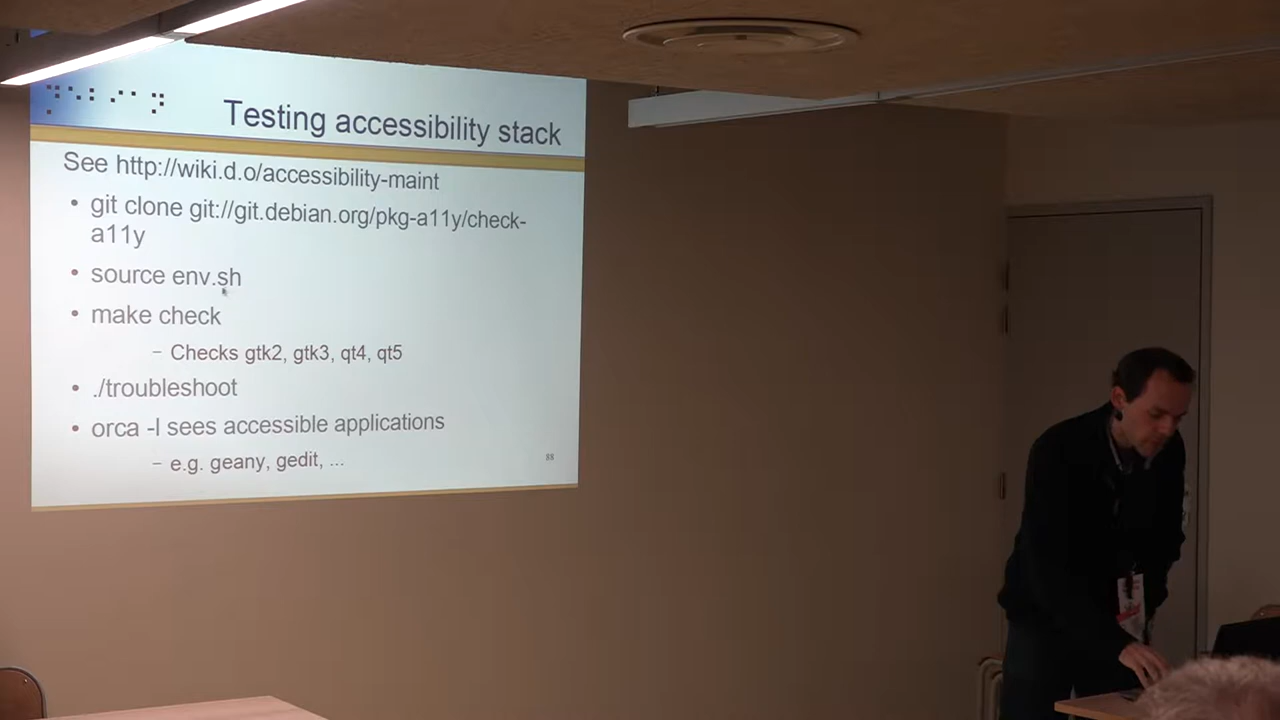 Testing accessibility stack
See http://wiki.d.o/accessibility-maint
• git clone git://git.debian.org/pkg-a11y/check-
a11y
• source env.sh
• make check
– Checks gtk2, gtk3, qt4, qt5
• ./troubleshoot
• orca -l sees accessible applications
– e.g. geany, gedit, ...